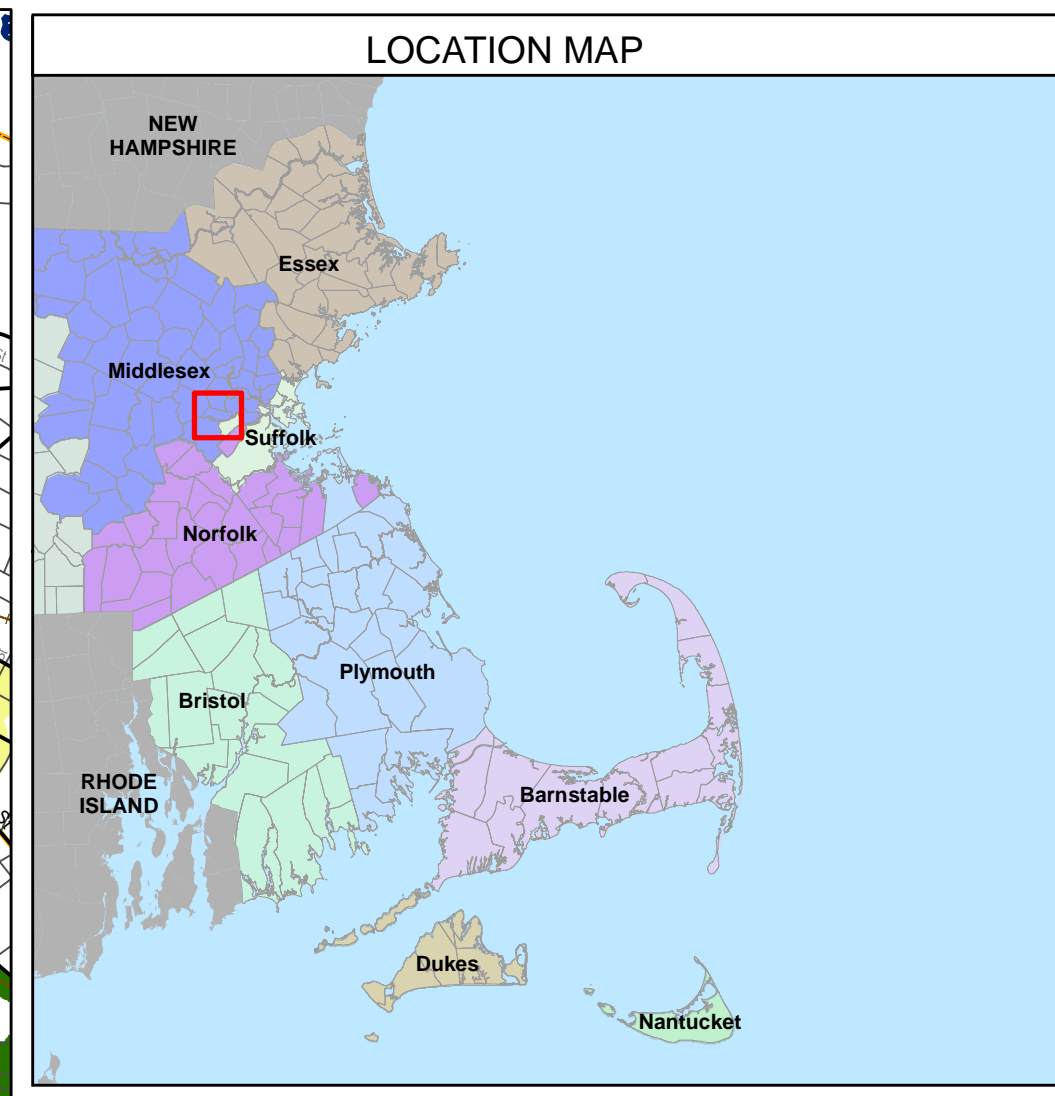 LOCATION MAP
NEW
HAMPSHIRE
Essex
Middlesex
Suffolk
Norfolk
Plymouth
Bristol
RHODE
ISLAND
Barnstable
Dukes
Nantucket